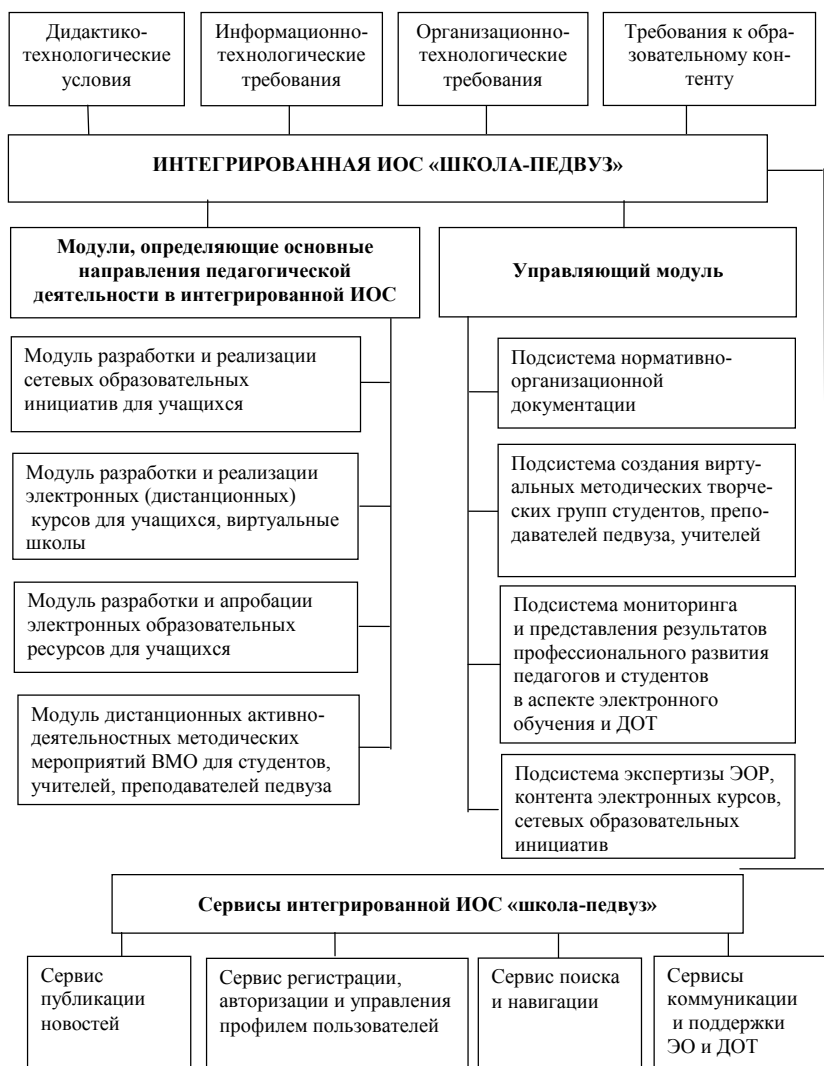 Дидактико-
технологические
условия
Информационно-
технологические
требования
Организационно-
технологические
требования
Требования к обра-
зовательному кон-
тенту
ИНТЕГРИРОВАННАЯ ИОС «ШКОЛА-ПЕДВУЗ»
Модули, определяющие основные
направления педагогической
деятельности в интегрированной ИОС
Управляющий модуль
Модуль разработки и реализации
сетевых образовательных
инициатив для учащихся
Модуль разработки и реализации
электронных (дистанционных)
курсов для учащихся, виртуальные
школы
Модуль разработки и апробации
электронных образовательных
ресурсов для учащихся
Модуль дистанционных активно-
деятельностных методических
мероприятий ВМО для студентов,
учителей, преподавателей педвуза
Подсистема нормативно-
организационной
документации
Подсистема создания вирту-
альных методических творче-
ских групп студентов, препо-
давателей педвуза, учителей
Подсистема мониторинга
и представления результатов
профессионального развития
педагогов и студентов
в аспекте электронного
обучения и ДОТ
Подсистема экспертизы ЭОР,
контента электронных курсов,
сетевых образовательных
инициатив
Сервисы интегрированной ИОС «школа-педвуз»
Сервис
публикации
новостей
Сервис регистрации,
авторизации и управления
профилем пользователей
Сервис поиска
и навигации
Сервисы
коммуникации
и поддержки
ЭО и ДОТ